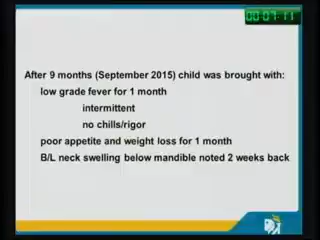 00:07:11
After 9 months (September 2015) child was brought with:
low grade fever for 1 month
intermittent
no chills/rigor
poor appetite and weight loss for 1 month
B/L neck swelling below mandible noted 2 weeks back